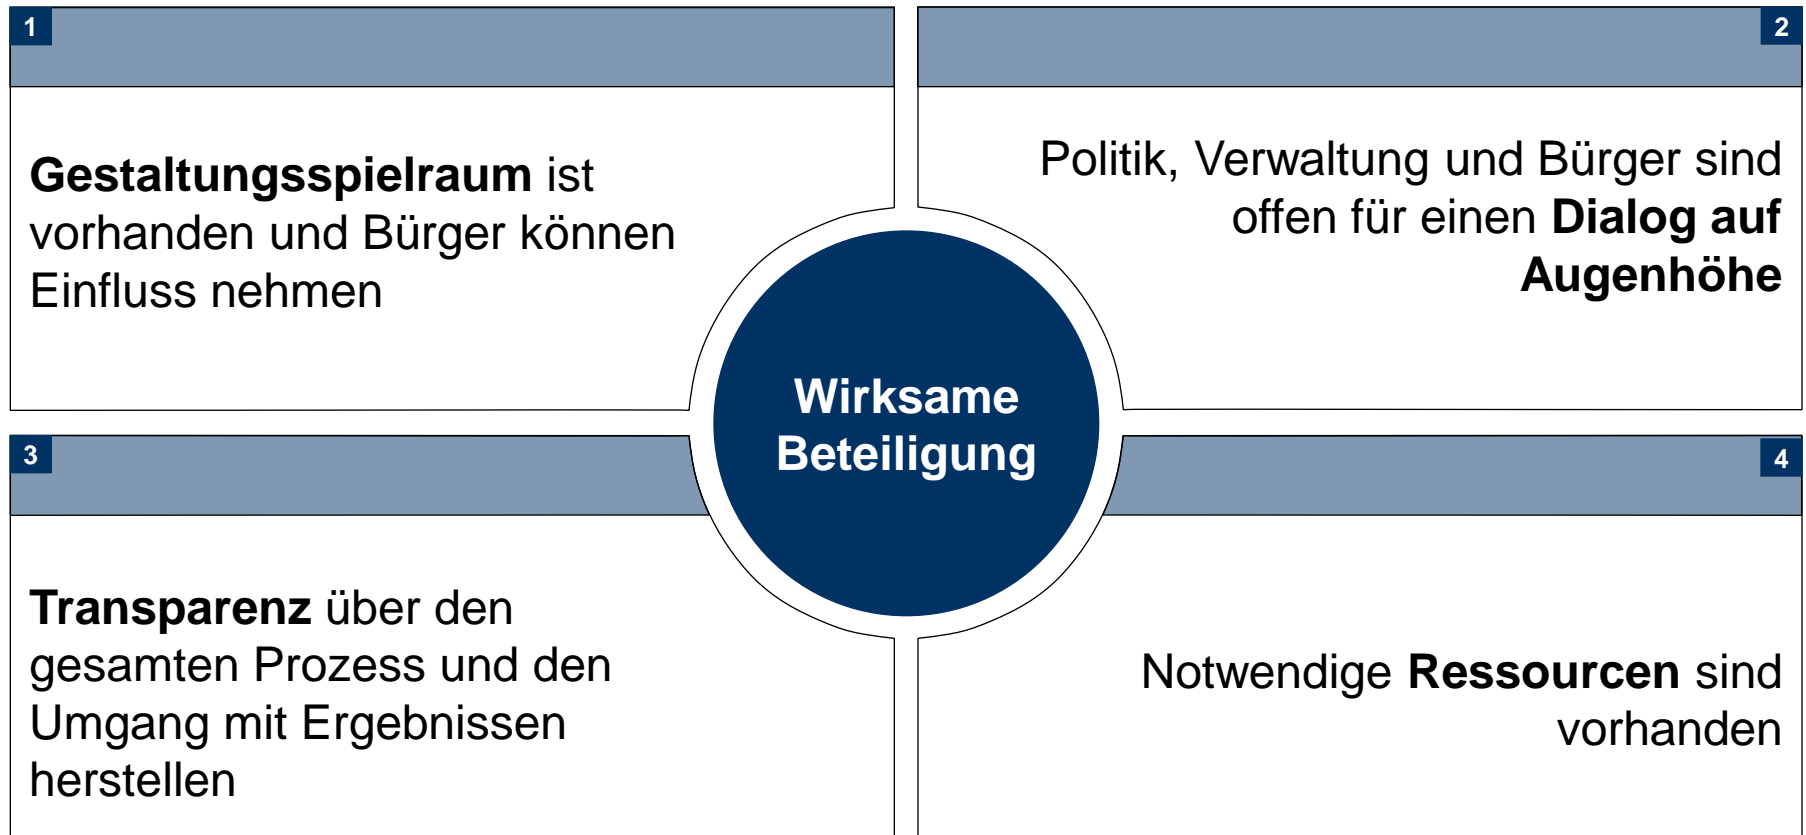 1
Gestaltungsspielraum ist
vorhanden und Bürger können
Einfluss nehmen
2
Politik, Verwaltung und Bürger sind
offen für einen Dialog auf
Augenhöhe
Wirksame
Beteiligung
3
Transparenz über den
gesamten Prozess und den
Umgang mit Ergebnissen
herstellen
4
Notwendige Ressourcen sind
vorhanden